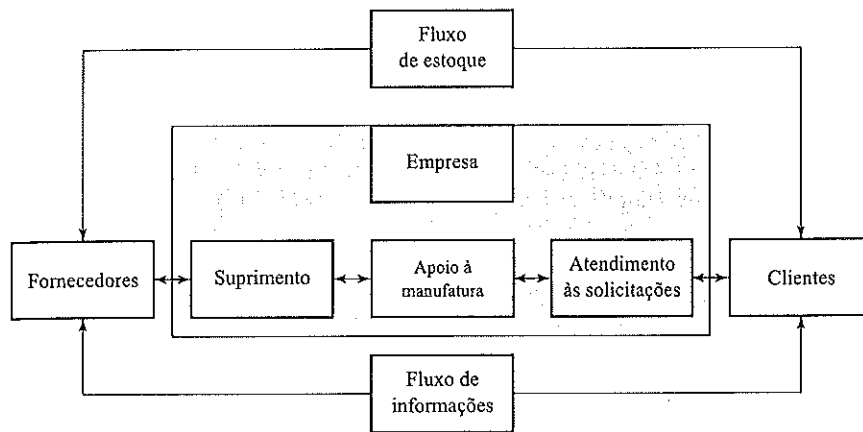 Fluxo
de estoque
Empresa
Fornecedores
Suprimento
Apoio à
manufatura
Atendimento
às solicitações
Clientes
Fluxo de
informações